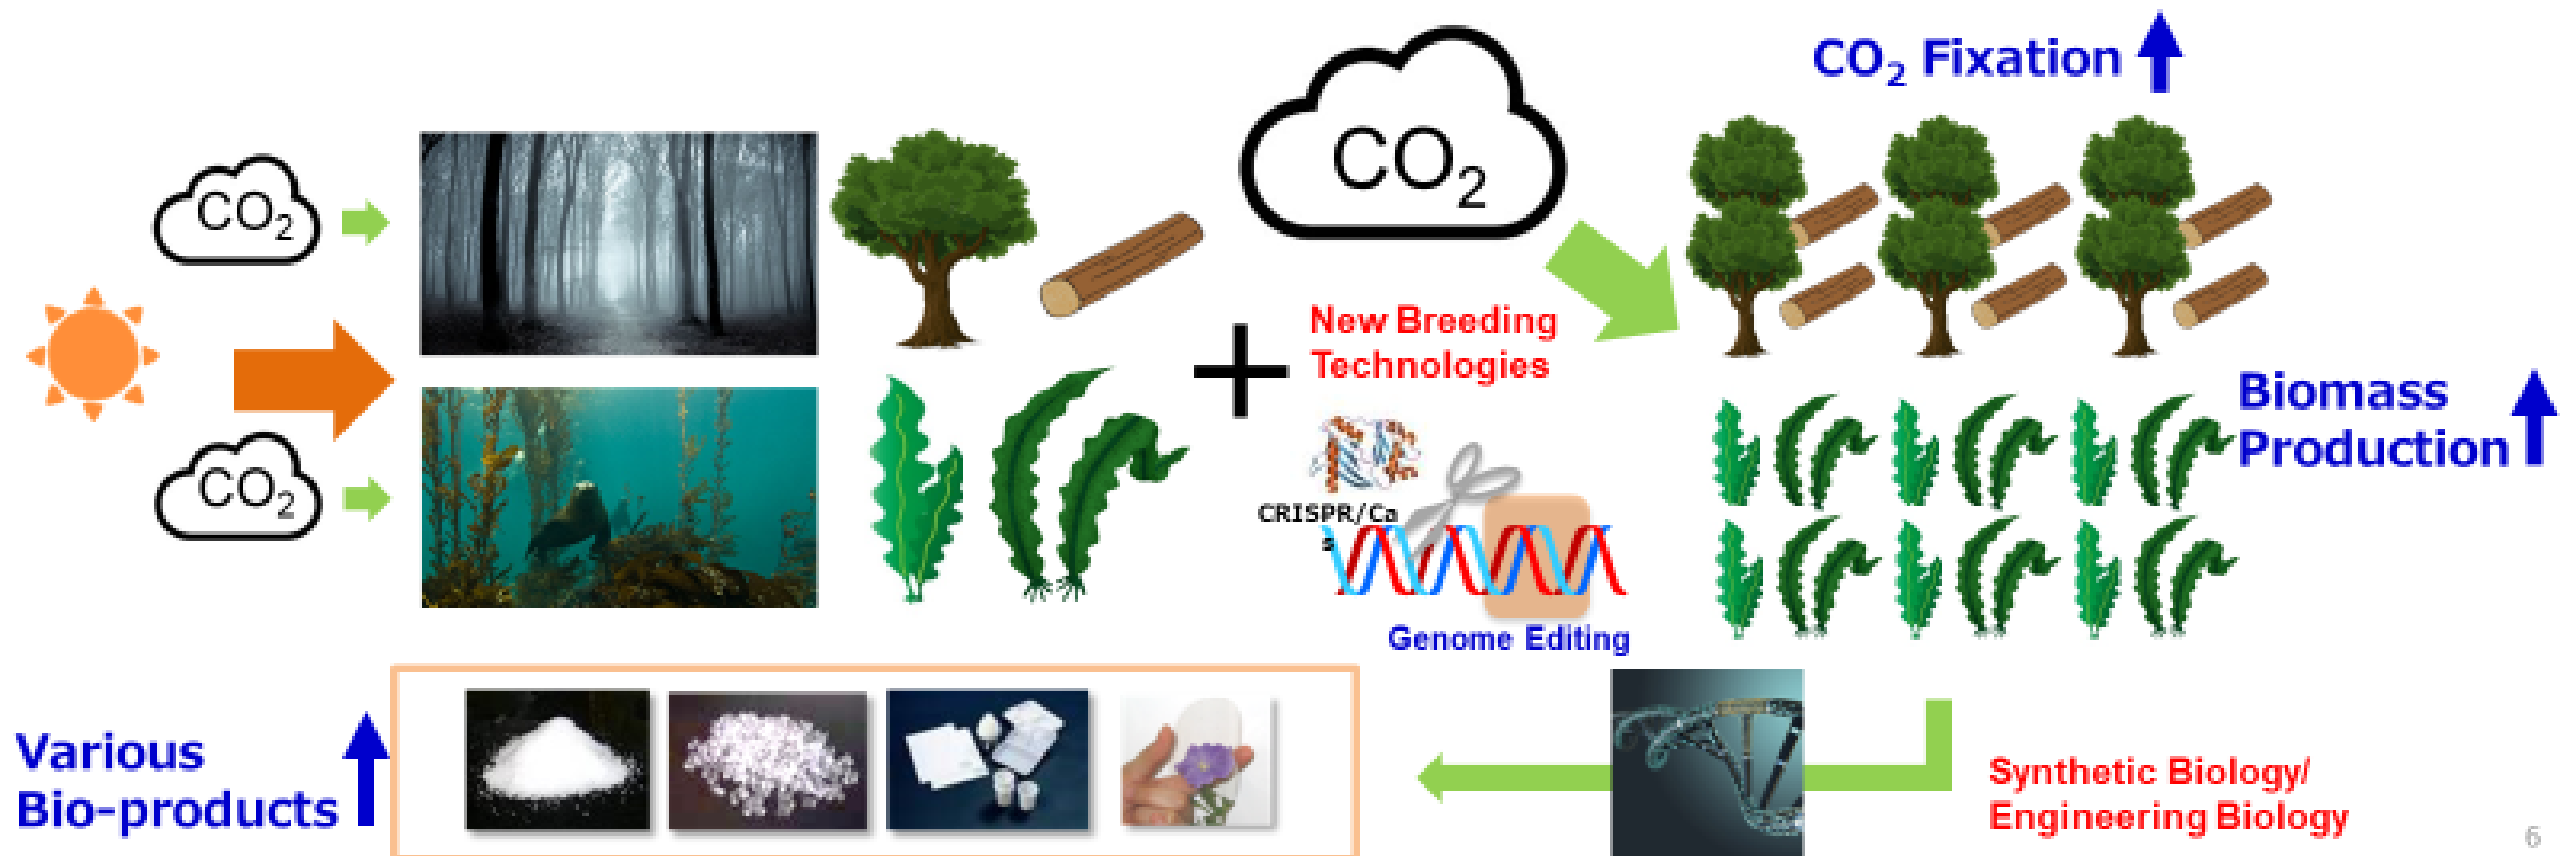 CO2
CO2
CO2
CO2 Fixation
New Breeding
Technologies
CRISPR/Ca
s
Genome Editing
Biomass
Production
Various
Bio-products
Synthetic Biology/
Engineering Biology
6